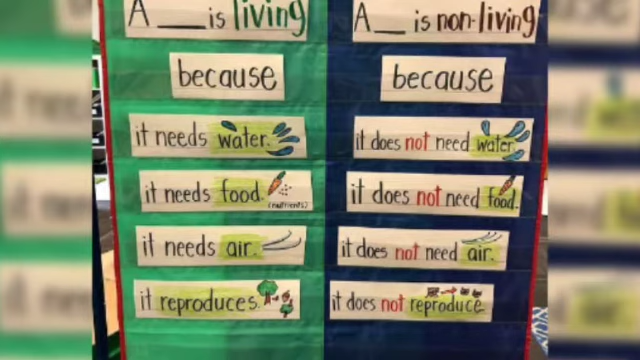 A ___ is living
because
it needs water.
it needs food.
(nutrients)
it needs air.
it reproduces.
A ___ is non-living
because
it does not need water.
it does not need food.
it does not need air.
it does not reproduce.